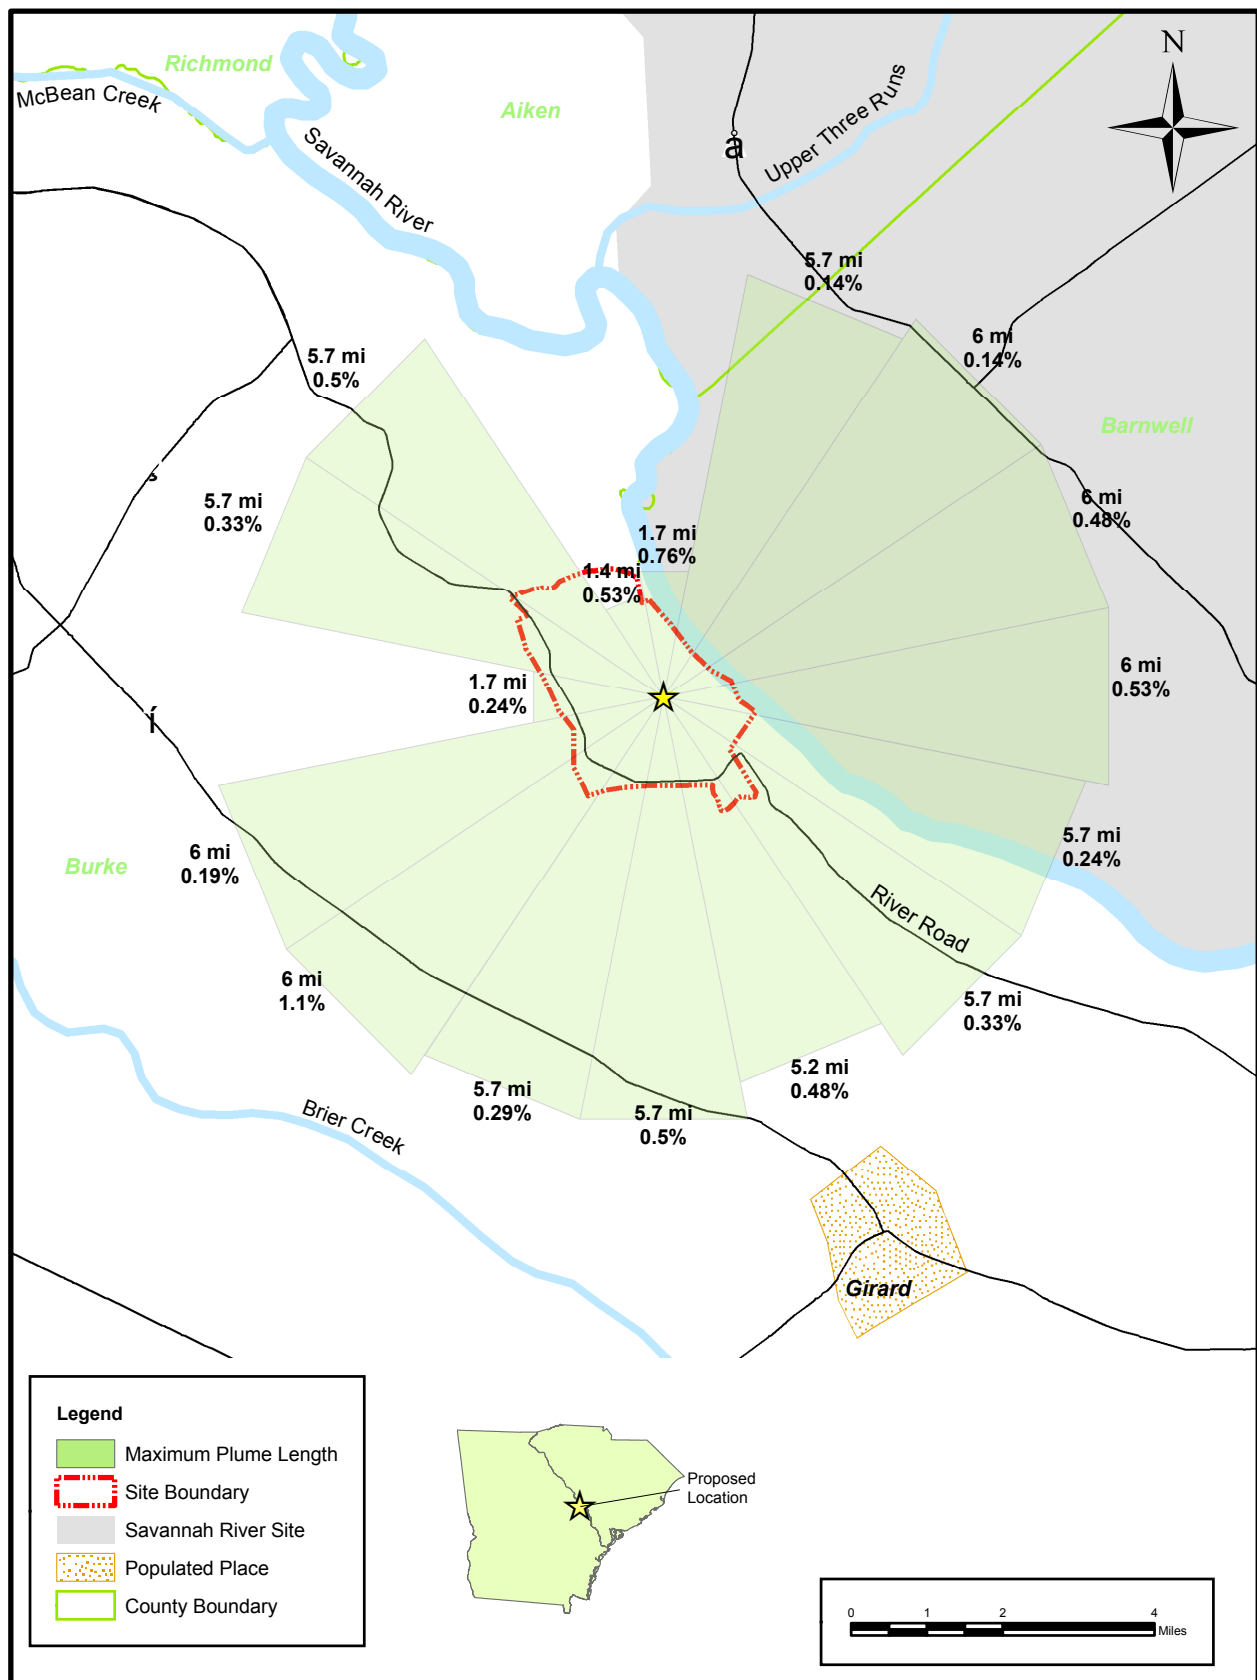 N
Richmond
McBean Creek
Aiken
Savannah River
a
Upper Three Runs
5.7 mi
0.14%
6 mi
0.14%
5.7 mi
0.5%
Barnwell
5.7 mi
0.33%
6 mi
0.48%
1.7 mi
0.76%
1.4 mi
0.53%
6 mi
0.53%
1.7 mi
0.24%
í
5.7 mi
0.24%
Burke
6 mi
0.19%
River Road
6 mi
1.1%
5.7 mi
0.33%
5.2 mi
0.48%
5.7 mi
0.29%
5.7 mi
0.5%
Brier Creek
Girard
Legend
Maximum Plume Length
Site Boundary
Savannah River Site
Populated Place
County Boundary
Proposed
Location
0 1 2 4
Miles